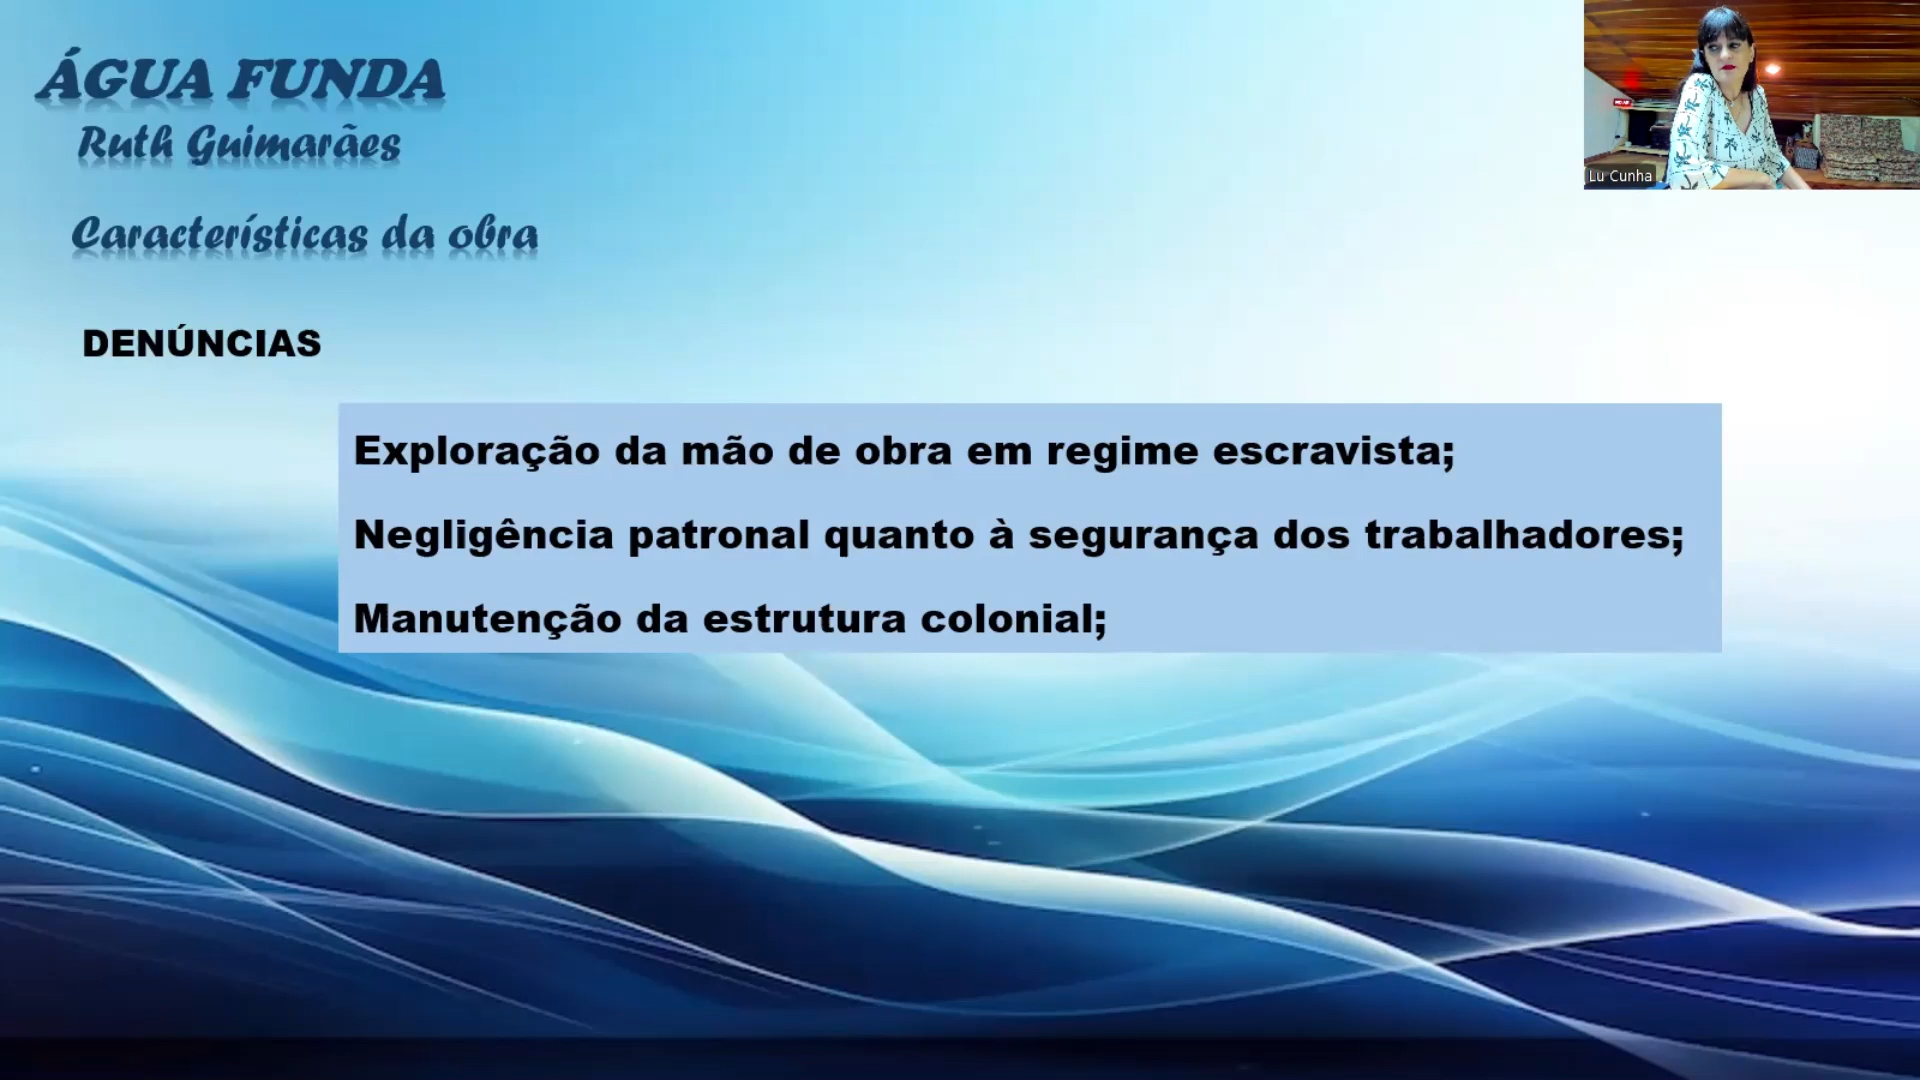 ÁGUA FUNDA
Ruth Guimarães
Características da obra
DENÚNCIAS
Exploração da mão de obra em regime escravista;
Negligência patronal quanto à segurança dos trabalhadores;
Manutenção da estrutura colonial;
Lu Cunha